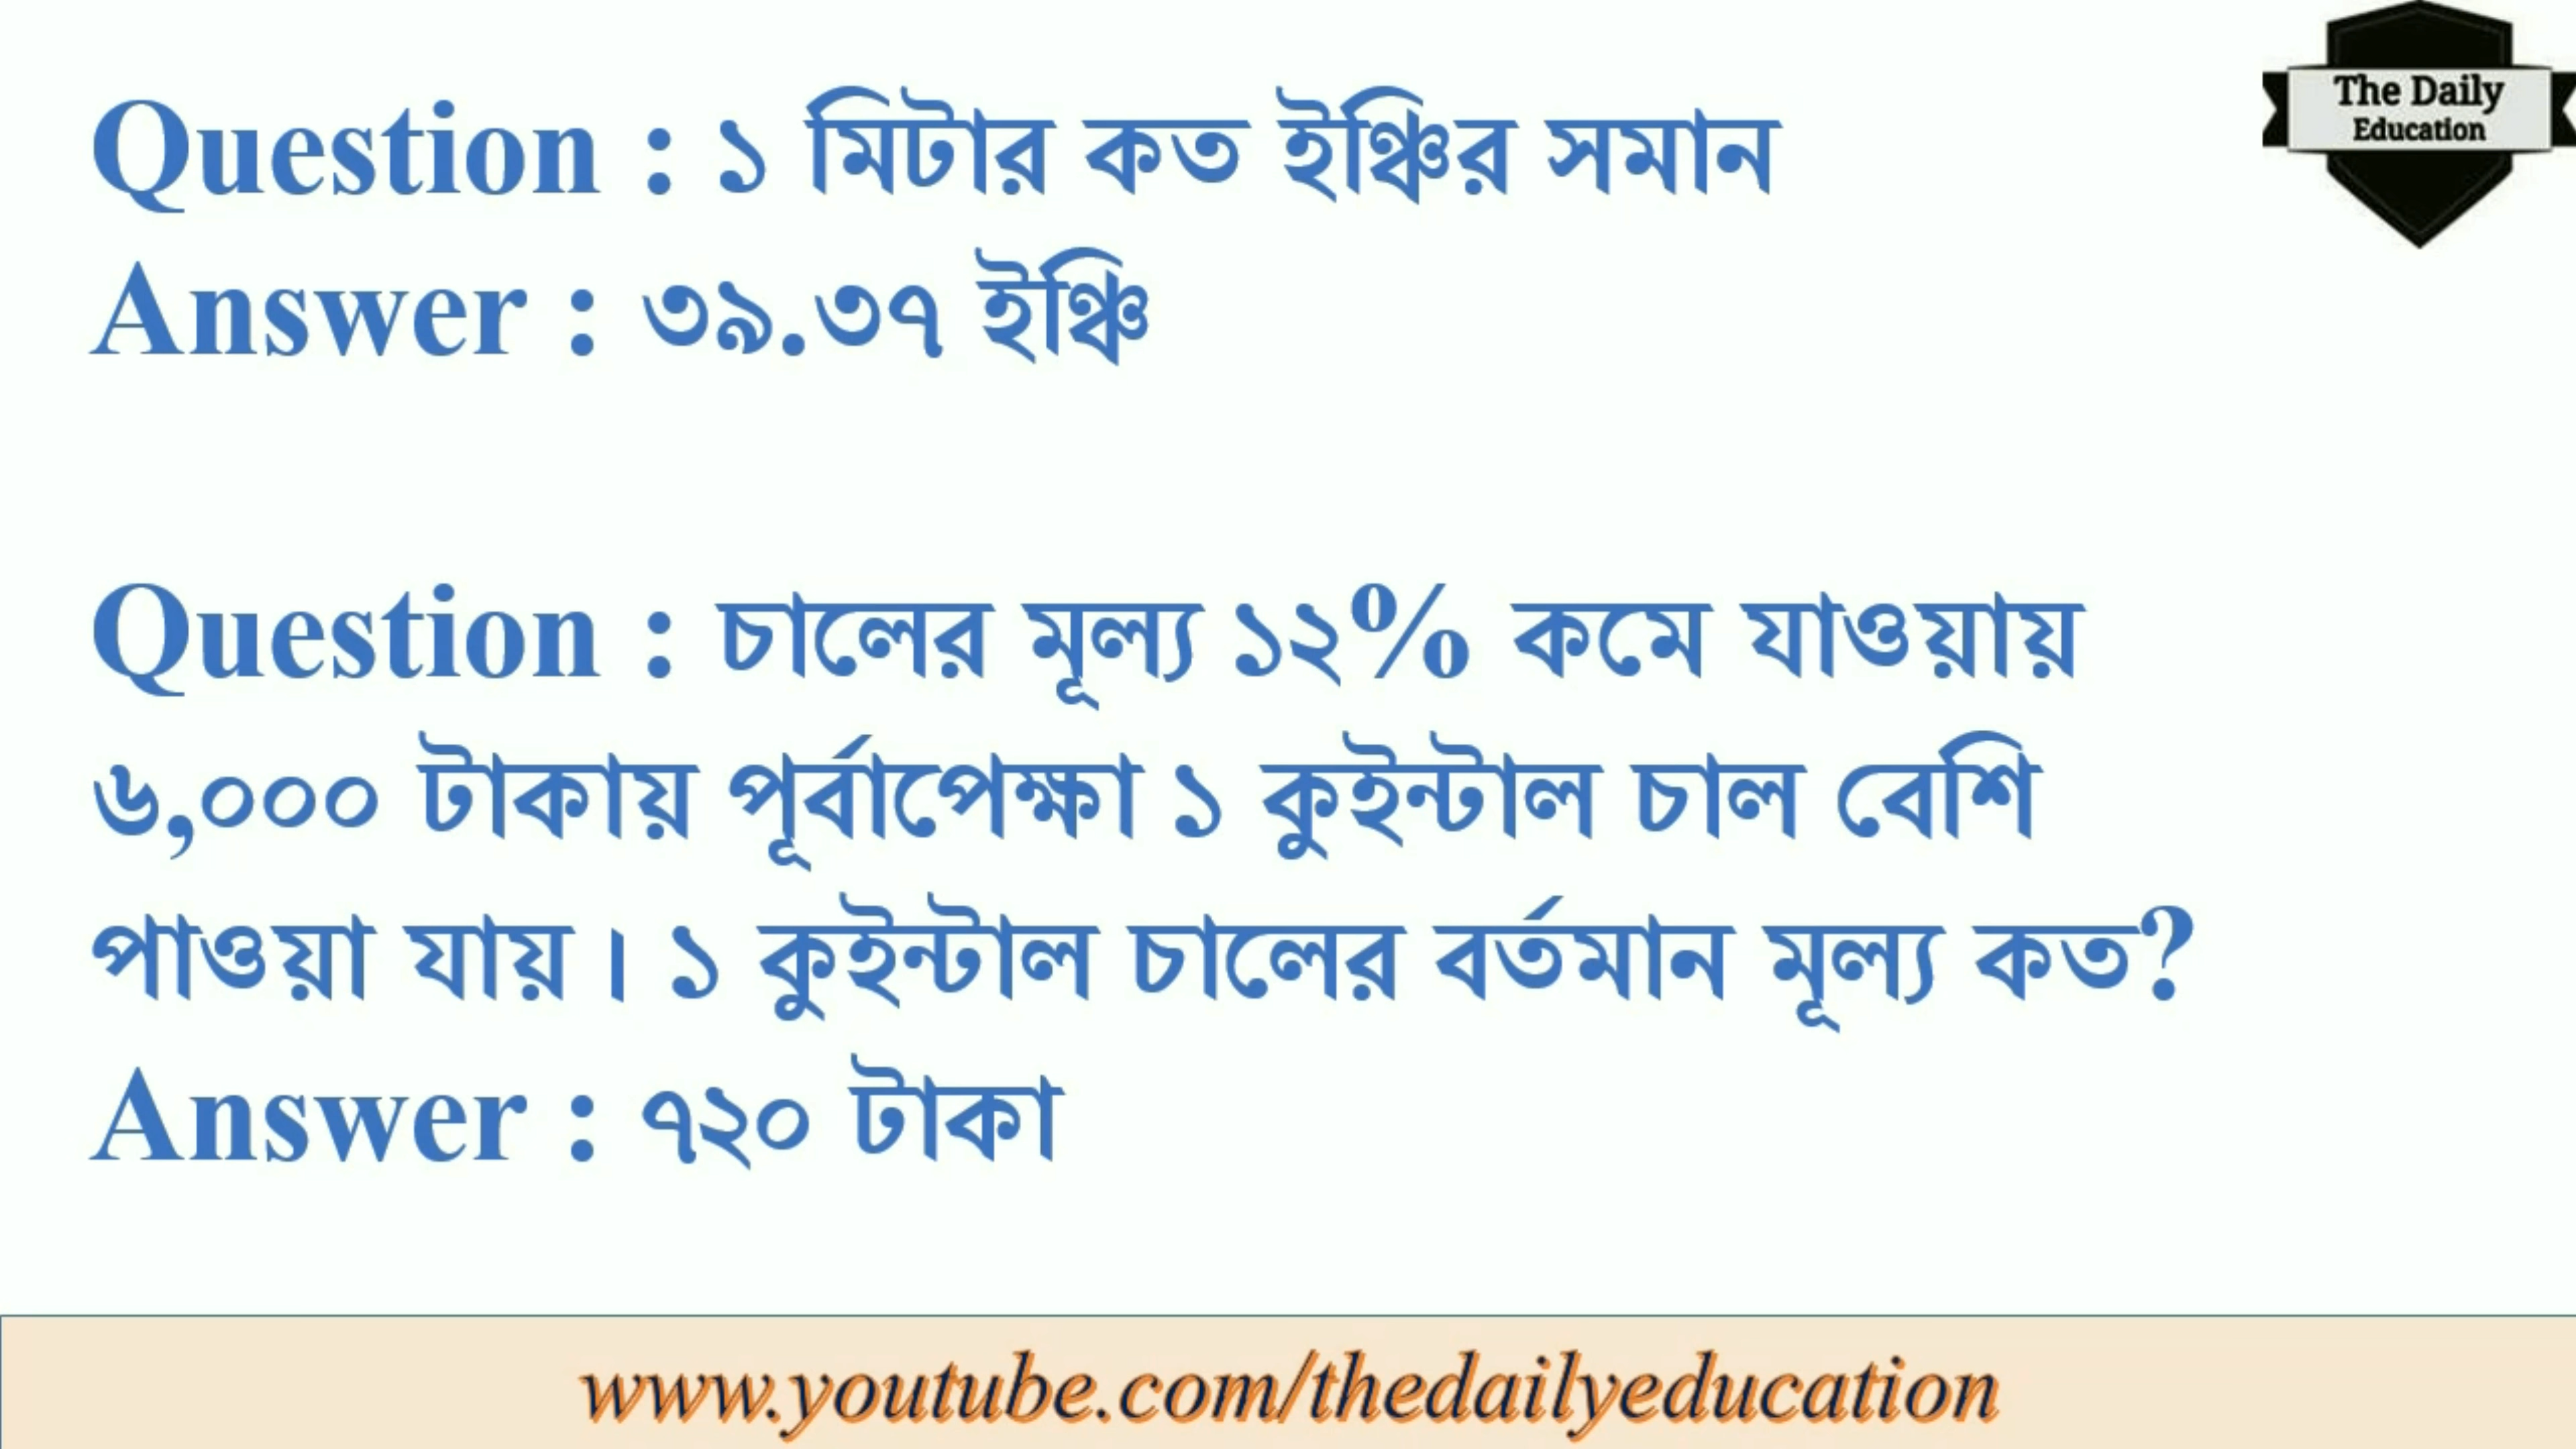 The Daily
Education
Question : ১ মিটার কত ইঞ্চির সমান
Answer : ৩৯.৩৭ ইঞ্চি
Question : চালের মূল্য ১২% কমে যাওয়ায়
৬,০০০ টাকায় পূর্বাপেক্ষা ১ কুইন্টাল চাল বেশি
পাওয়া যায়। ১ কুইন্টাল চালের বর্তমান মূল্য কত?
Answer : ৭২০ টাকা
www.youtube.com/thedailyeducation